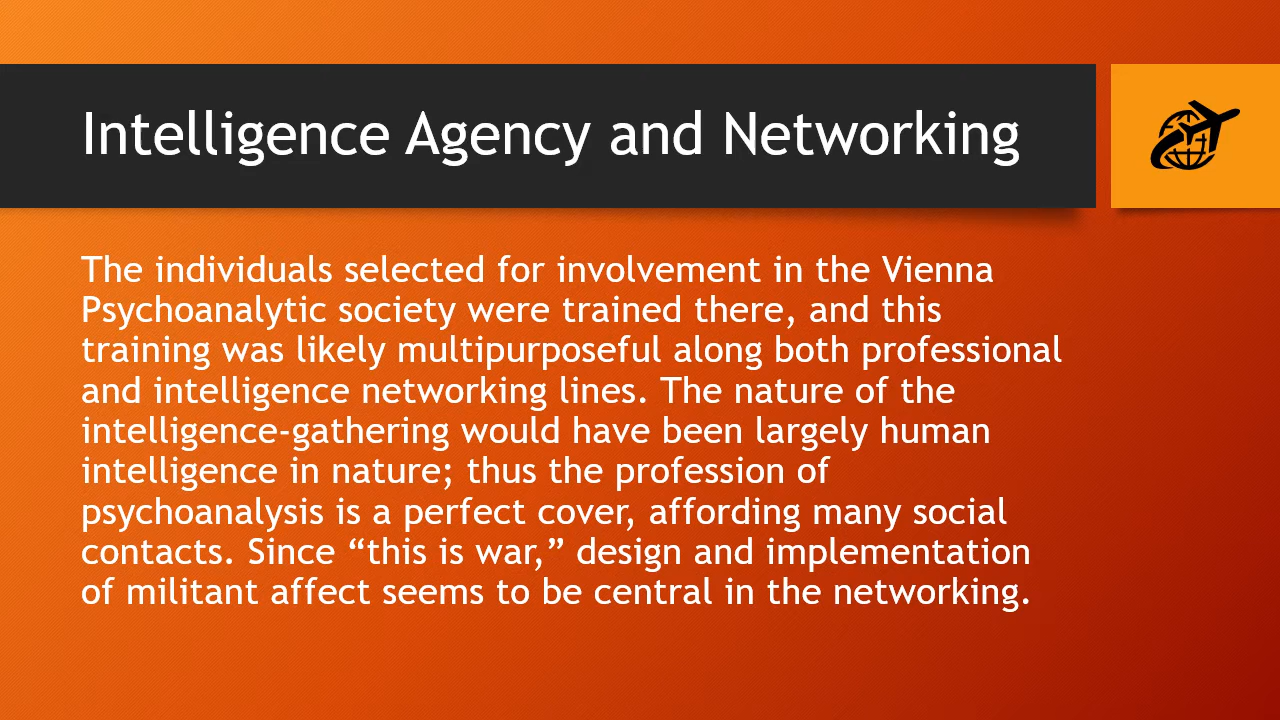 Intelligence Agency and Networking
The individuals selected for involvement in the Vienna
Psychoanalytic society were trained there, and this
training was likely multipurposeful along both professional
and intelligence networking lines. The nature of the
intelligence-gathering would have been largely human
intelligence in nature; thus the profession of
psychoanalysis is a perfect cover, affording many social
contacts. Since “this is war,” design and implementation
of militant affect seems to be central in the networking.